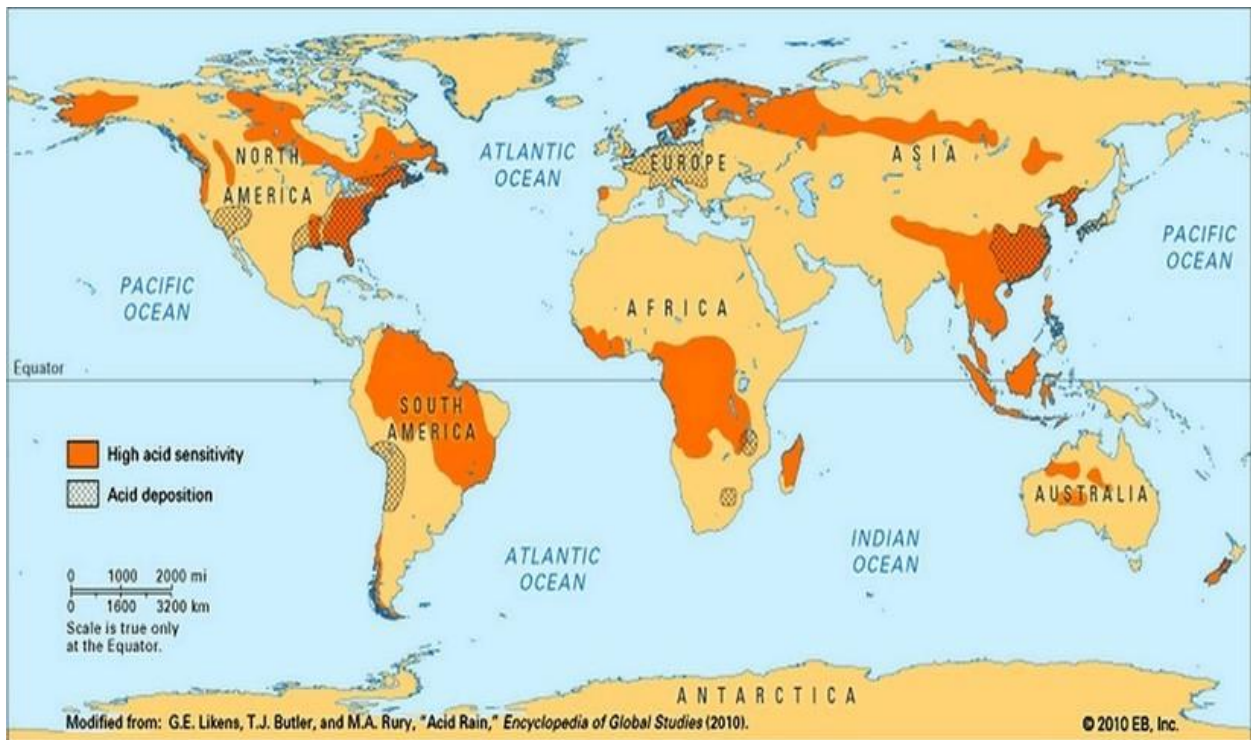 NORTH
AMERICA
ATLANTIC
OCEAN
EUROPE
ASIA
PACIFIC
OCEAN
PACIFIC
OCEAN
AFRICA
Equator
SOUTH
AMERICA
High acid sensitivity
Acid deposition
AUSTRALIA
INDIAN
OCEAN
ATLANTIC
OCEAN
0 1000 2000 mi
0 1600 3200 km
Scale is true only
at the Equator.
ANTARCTICA
Modified from: G.E. Likens, T.J. Butler, and M.A. Rury, "Acid Rain," Encyclopedia of Global Studies (2010).
© 2010 EB, Inc.